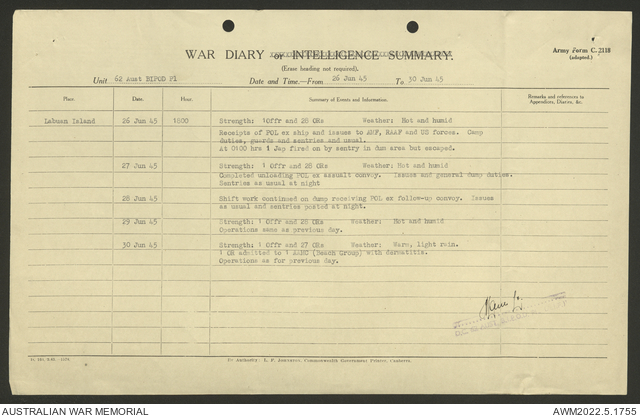 WAR DIARY or INTELLIGENCE SUMMARY.
Army Form C. 2118
(adapted.)
(Erase heading not required).
Unit 62 Aust BIPOD Pl Date and Time.—From 26 Jun 45 To 30 Jun 45
Place. Date. Hour. Summary of Events and Information. Remarks and references to
Appendices, Diaries, &c.
Labuan Island 26 Jun 45 1800 Strength: 1Offr and 28 ORs Weather: Hot and humid
Receipts of POL ex ship and issues to AMF, RAAF and US forces. Camp
duties, guards and sentries and usual.
At 0100 hrs 1 Jap fired on by sentry in dum area but escaped.
27 Jun 45 Strength: 1 Offr and 28 ORs Weather: Hot and humid
Completed unloading POL ex assualt convoy. Issues and general dump duties.
Sentries as usual at night
28 Jun 45 Shift work continued on dump receiving POL ex follow-up convoy. Issues
as usual and sentries posted at night.
29 Jun 45 Strength: 1 Offr and 28 ORs Weather: Hot and humid
Operations same as previous day.
30 Jun 45 Strength: 1 Offr and 27 ORs Weather: Warm, light rain.
1 OR admitted to 1 (Beach Group) with dermatitis.
Operations as for previous day.
By Authority: L. F. Johnston, Commonwealth Government Printer, Canberra.
AUSTRALIAN WAR MEMORIAL AWM2022.5.1755